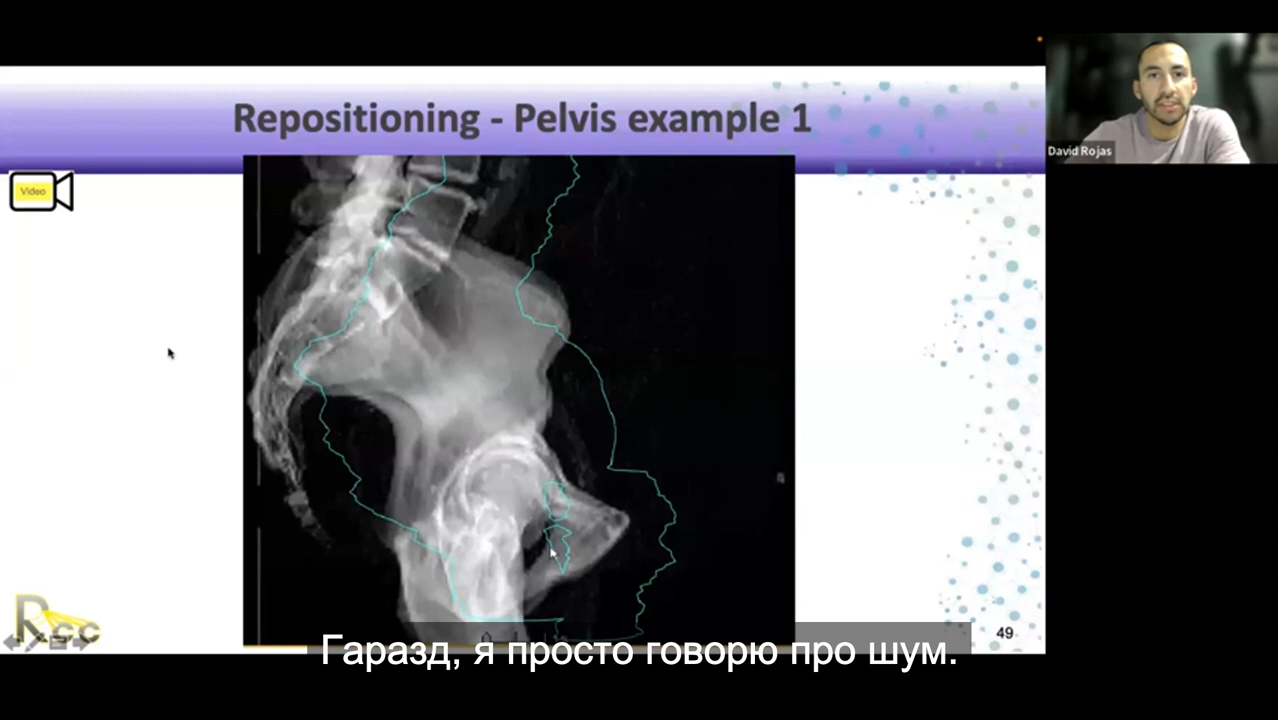 Repositioning - Pelvis example 1
David Rojas
Video
49
Гаразд, я просто говорю про шум.